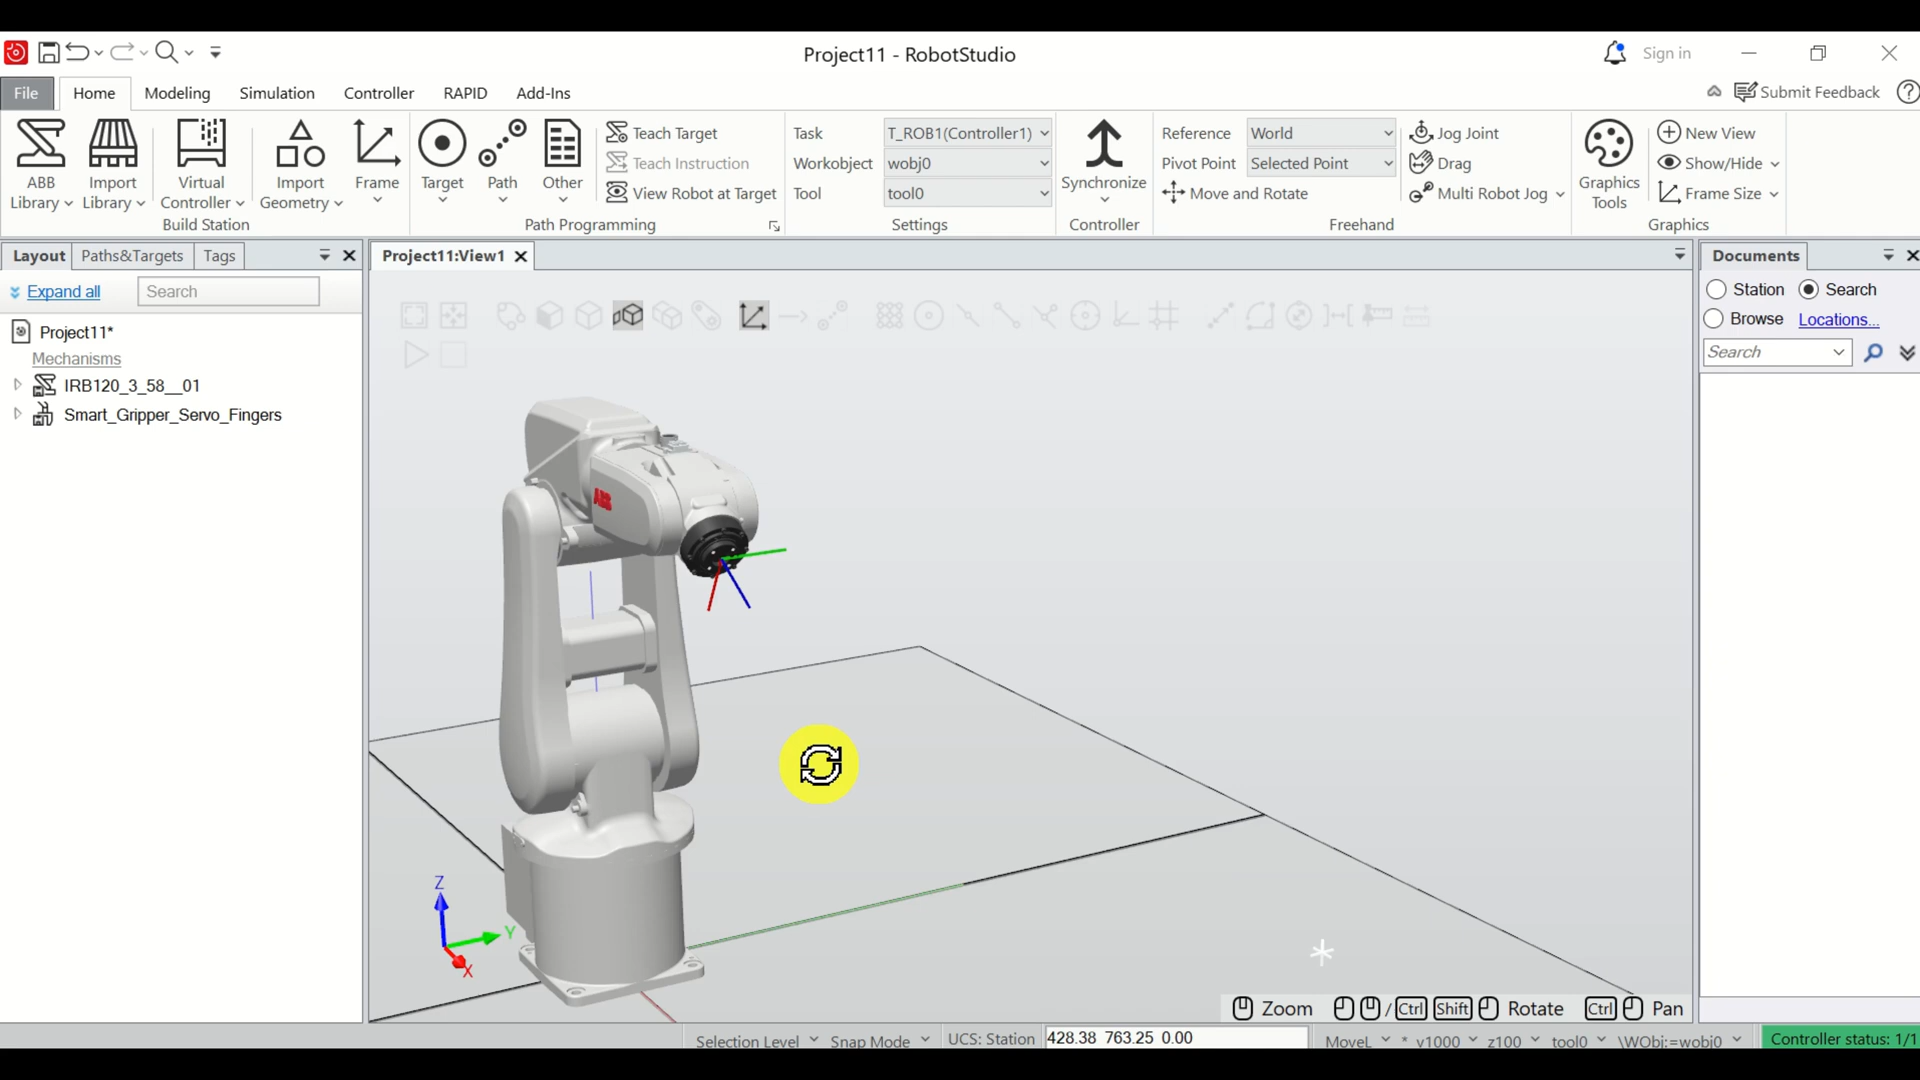 Project11 - RobotStudio
Sign in
File Home Modeling Simulation Controller RAPID Add-Ins
Submit Feedback ?
ABB Library
Import Library
Virtual Controller
Import Geometry
Frame
Build Station
Target
Path
Other
Teach Target
Teach Instruction
View Robot at Target
Path Programming
Task T_ROB1(Controller1)
Workobject wobj0
Tool tool0
Settings
Synchronize
Controller
Reference World
Pivot Point Selected Point
Move and Rotate
Jog Joint
Drag
Multi Robot Jog
Freehand
Graphics Tools
New View
Show/Hide
Frame Size
Graphics
Layout Paths&Targets Tags
Expand all Search
Project11*
Mechanisms
IRB120_3_58__01
Smart_Gripper_Servo_Fingers
Project11:View1
ABB
Z
Y
X
Zoom / Ctrl Shift Rotate Ctrl Pan
Documents
Station Search
Browse Locations...
Search
Selection Level Snap Mode UCS: Station 428.38 763.25 0.00 MoveL * v1000 z100 tool0 \WObj:=wobj0 Controller status: 1/1